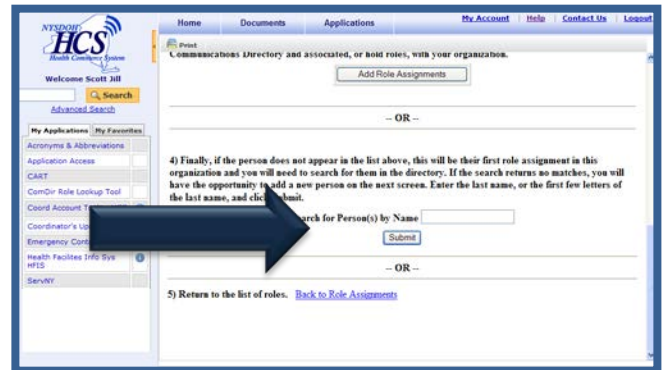 NYSDOH
HCS
Health Commerce System
Home Documents Applications My Account | Help | Contact Us | Logout
Print
Welcome Scott Jill
Search
Advanced Search
My Applications My Favorites
Acronyms & Abbreviations
Application Access
CART
ComDir Role Lookup Tool
Coord Account
Coordinator's Up
Emergency Cont
Health Facilites Info Sys
HFIS
ServNY
Communications Directory and associated, or hold roles, with your organization.
Add Role Assignments
-- OR --
4) Finally, if the person does not appear in the list above, this will be their first role assignment in this
organization and you will need to search for them in the directory. If the search returns no matches, you will
have the opportunity to add a new person on the next screen. Enter the last name, or the first few letters of
the last name, and click Submit.
arch for Person(s) by Name
Submit
-- OR --
5) Return to the list of roles. Back to Role Assignments